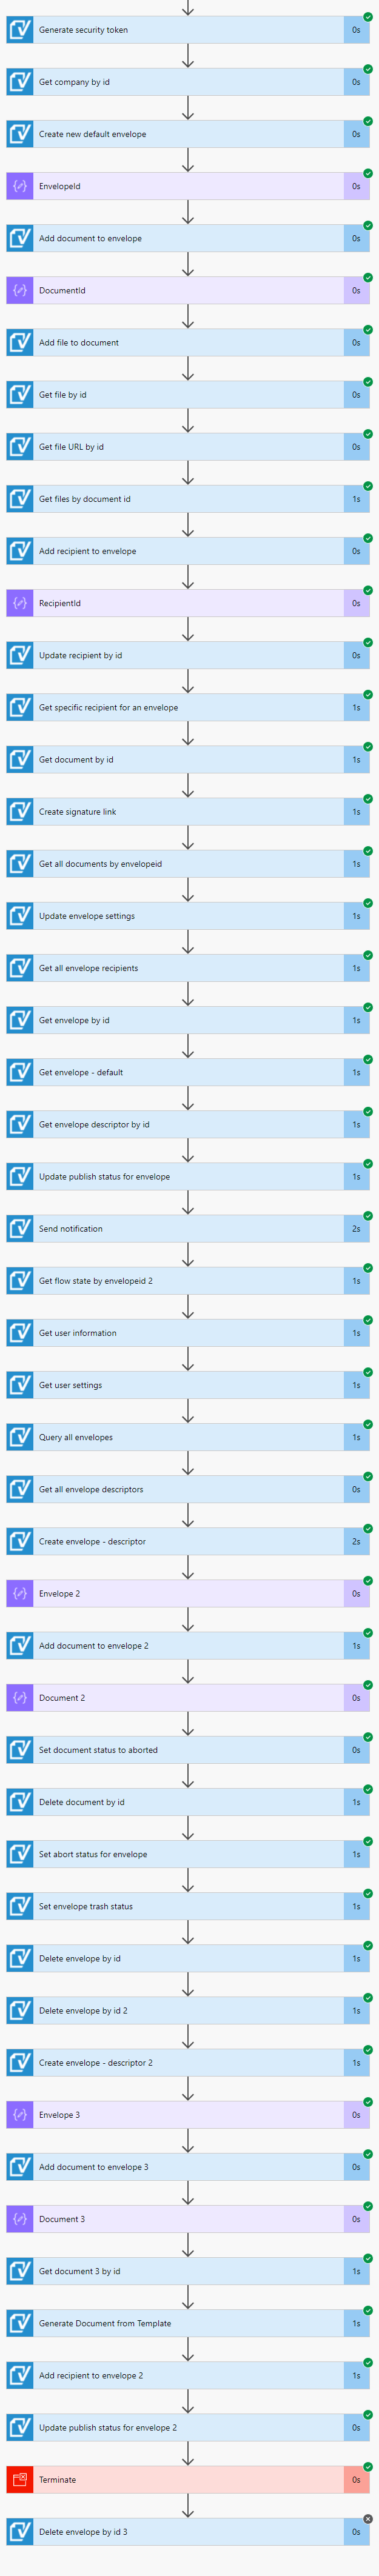 Generate security token 0s
Get company by id 0s
Create new default envelope 0s
EnvelopeId 0s
Add document to envelope 0s
DocumentId 0s
Add file to document 0s
Get file by id 0s
Get file URL by id 0s
Get files by document id 1s
Add recipient to envelope 0s
RecipientId 0s
Update recipient by id 0s
Get specific recipient for an envelope 1s
Get document by id 1s
Create signature link 1s
Get all documents by envelopeid 1s
Update envelope settings 1s
Get all envelope recipients 1s
Get envelope by id 1s
Get envelope - default 1s
Get envelope descriptor by id 1s
Update publish status for envelope 1s
Send notification 2s
Get flow state by envelopeid 2 1s
Get user information 1s
Get user settings 1s
Query all envelopes 1s
Get all envelope descriptors 0s
Create envelope - descriptor 2s
Envelope 2 0s
Add document to envelope 2 1s
Document 2 0s
Set document status to aborted 0s
Delete document by id 1s
Set abort status for envelope 1s
Set envelope trash status 1s
Delete envelope by id 1s
Delete envelope by id 2 1s
Create envelope - descriptor 2 1s
Envelope 3 0s
Add document to envelope 3 0s
Document 3 0s
Get document 3 by id 1s
Generate Document from Template 1s
Add recipient to envelope 2 1s
Update publish status for envelope 2 0s
Terminate 0s
Delete envelope by id 3 0s